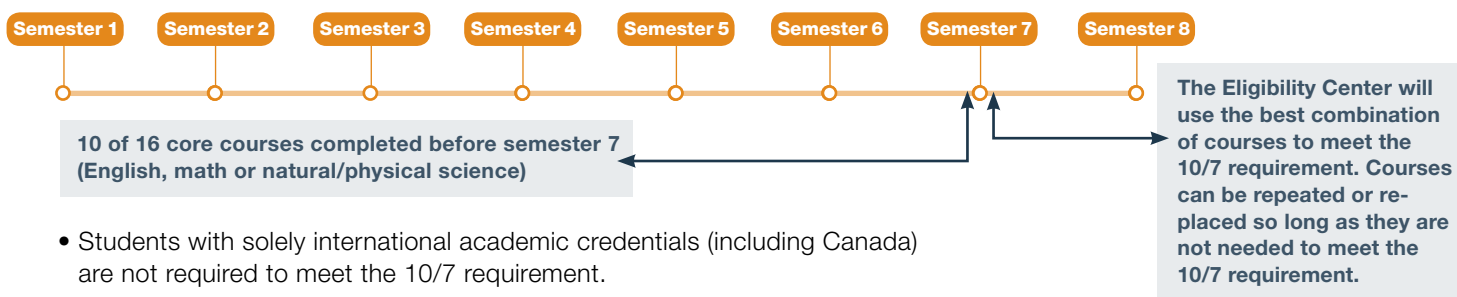 Semester 1
Semester 2
Semester 3
Semester 4
Semester 5
Semester 6
Semester 7
Semester 8
10 of 16 core courses completed before semester 7
(English, math or natural/physical science)
The Eligibility Center will
use the best combination
of courses to meet the
10/7 requirement. Courses
can be repeated or re-
placed so long as they are
not needed to meet the
10/7 requirement.
• Students with solely international academic credentials (including Canada)
are not required to meet the 10/7 requirement.